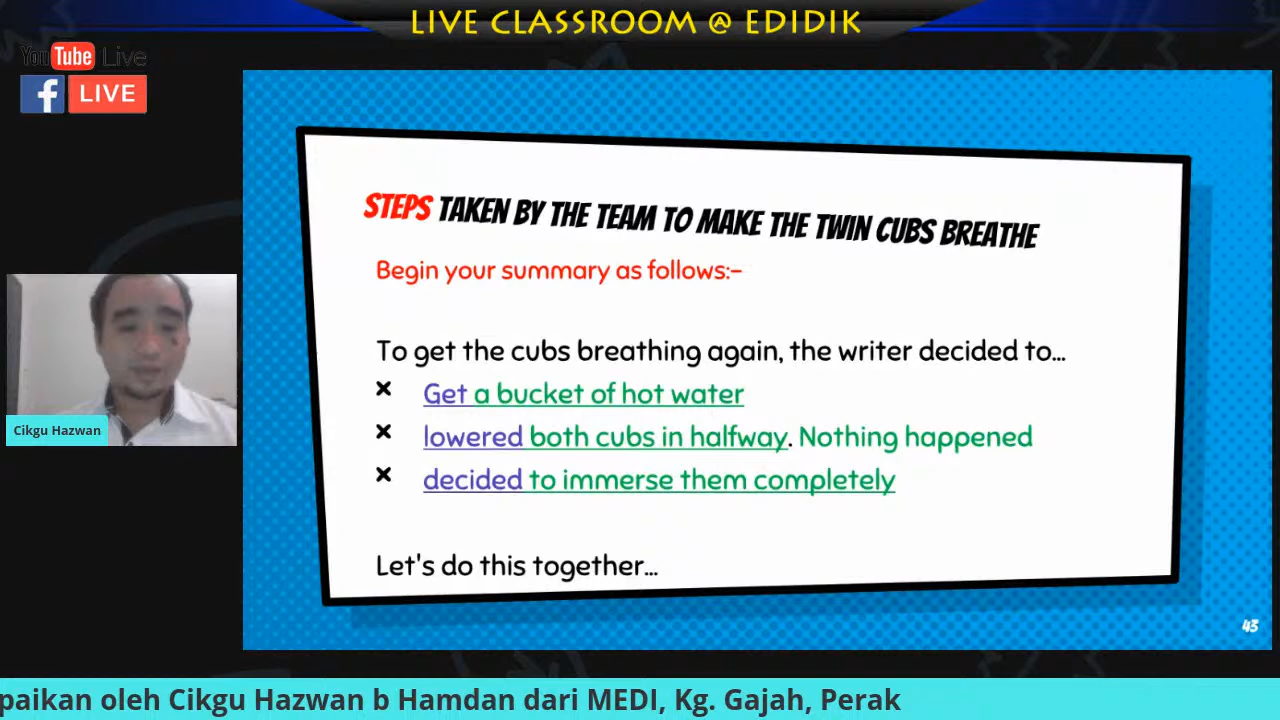 LIVE CLASSROOM @ EDIDIK
YouTube Live
f LIVE
STEPS TAKEN BY THE TEAM TO MAKE THE TWIN CUBS BREATHE
Begin your summary as follows:-
To get the cubs breathing again, the writer decided to...
× Get a bucket of hot water
× lowered both cubs in halfway. Nothing happened
× decided to immerse them completely
Let's do this together...
Cikgu Hazwan
43
paikan oleh Cikgu Hazwan b Hamdan dari MEDI, Kg. Gajah, Perak